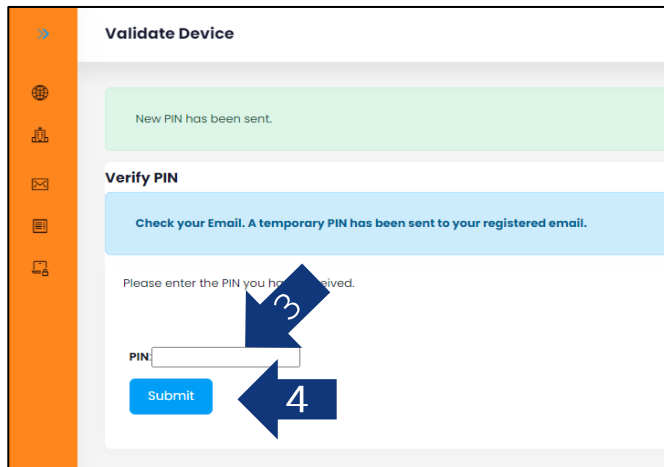 Validate Device
New PIN has been sent.
Verify PIN
Check your Email. A temporary PIN has been sent to your registered email.
Please enter the PIN you ha eived.
3
PIN:
Submit
4